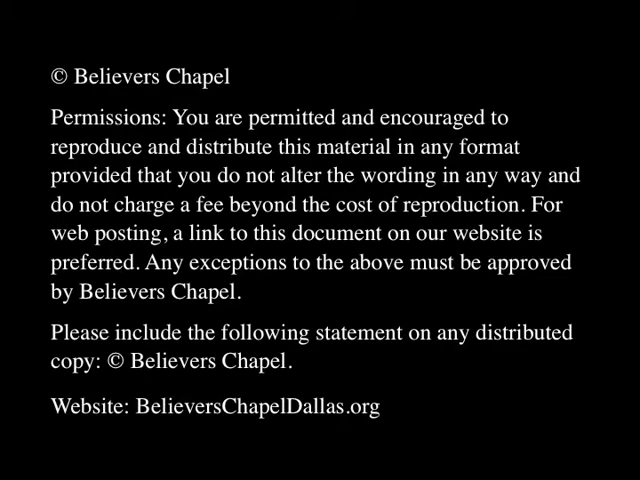 © Believers Chapel
Permissions: You are permitted and encouraged to
reproduce and distribute this material in any format
provided that you do not alter the wording in any way and
do not charge a fee beyond the cost of reproduction. For
web posting, a link to this document on our website is
preferred. Any exceptions to the above must be approved
by Believers Chapel.
Please include the following statement on any distributed
copy: © Believers Chapel.
Website: BelieversChapelDallas.org